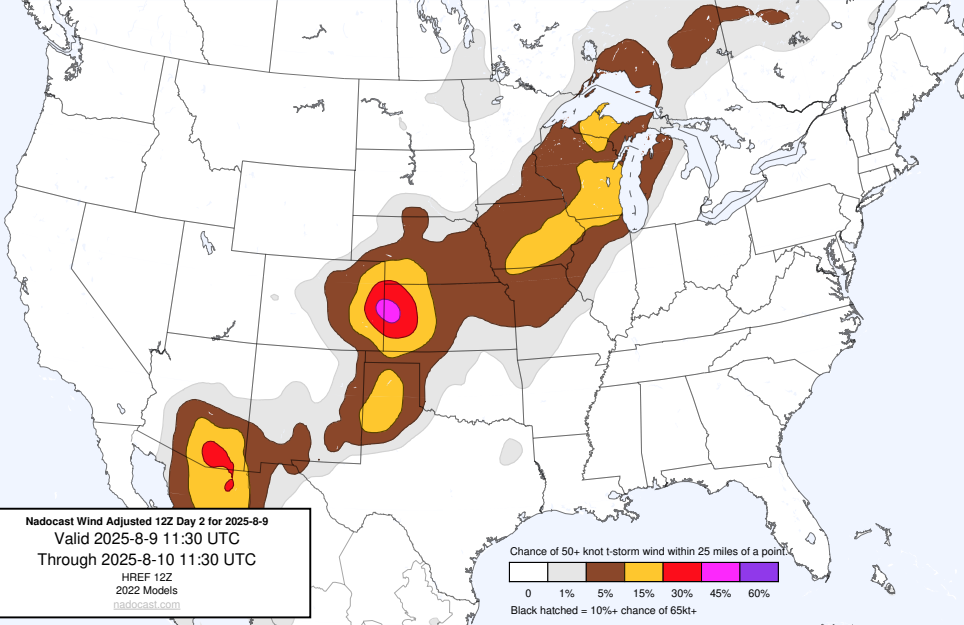 Nadocast Wind Adjusted 12Z Day 2 for 2025-8-9
Valid 2025-8-9 11:30 UTC
Through 2025-8-10 11:30 UTC
HREF 12Z
2022 Models
nadocast.com
Chance of 50+ knot t-storm wind within 25 miles of a point.
0 1% 5% 15% 30% 45% 60%
Black hatched = 10%+ chance of 65kt+